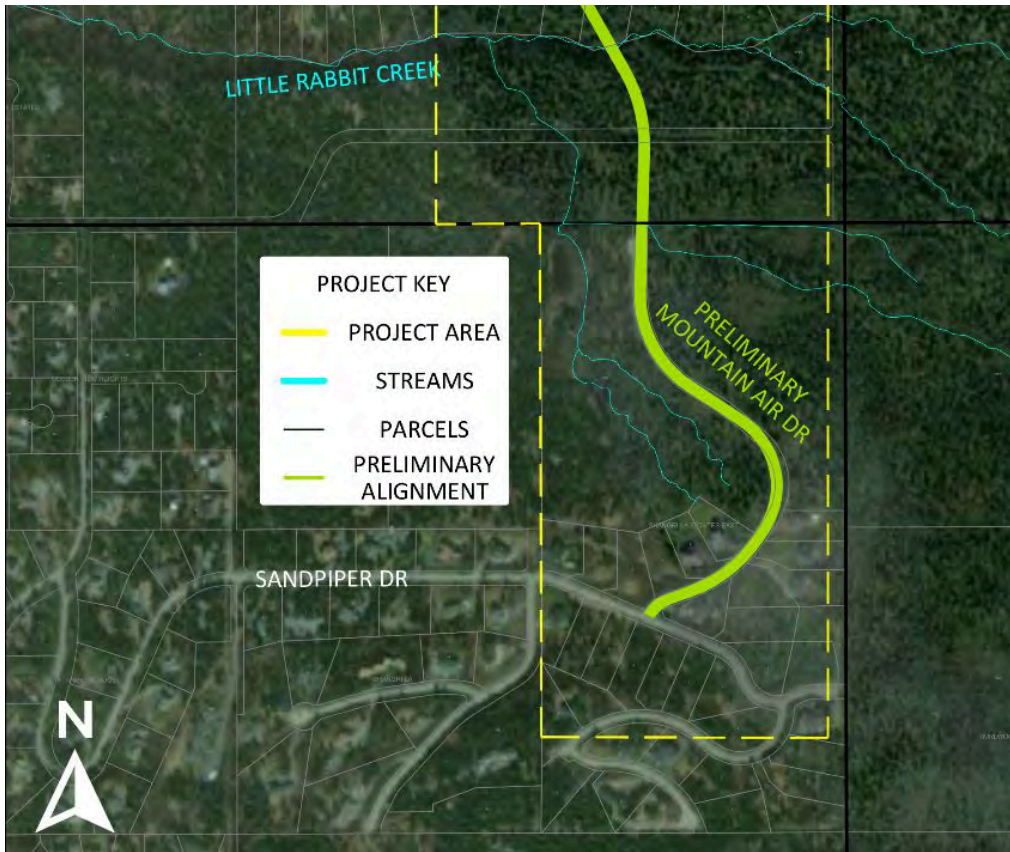 LITTLE RABBIT CREEK
PROJECT KEY
PROJECT AREA
STREAMS
PARCELS
PRELIMINARY
ALIGNMENT
PRELIMINARY
MOUNTAIN AIR DR
SANDPIPER DR
N